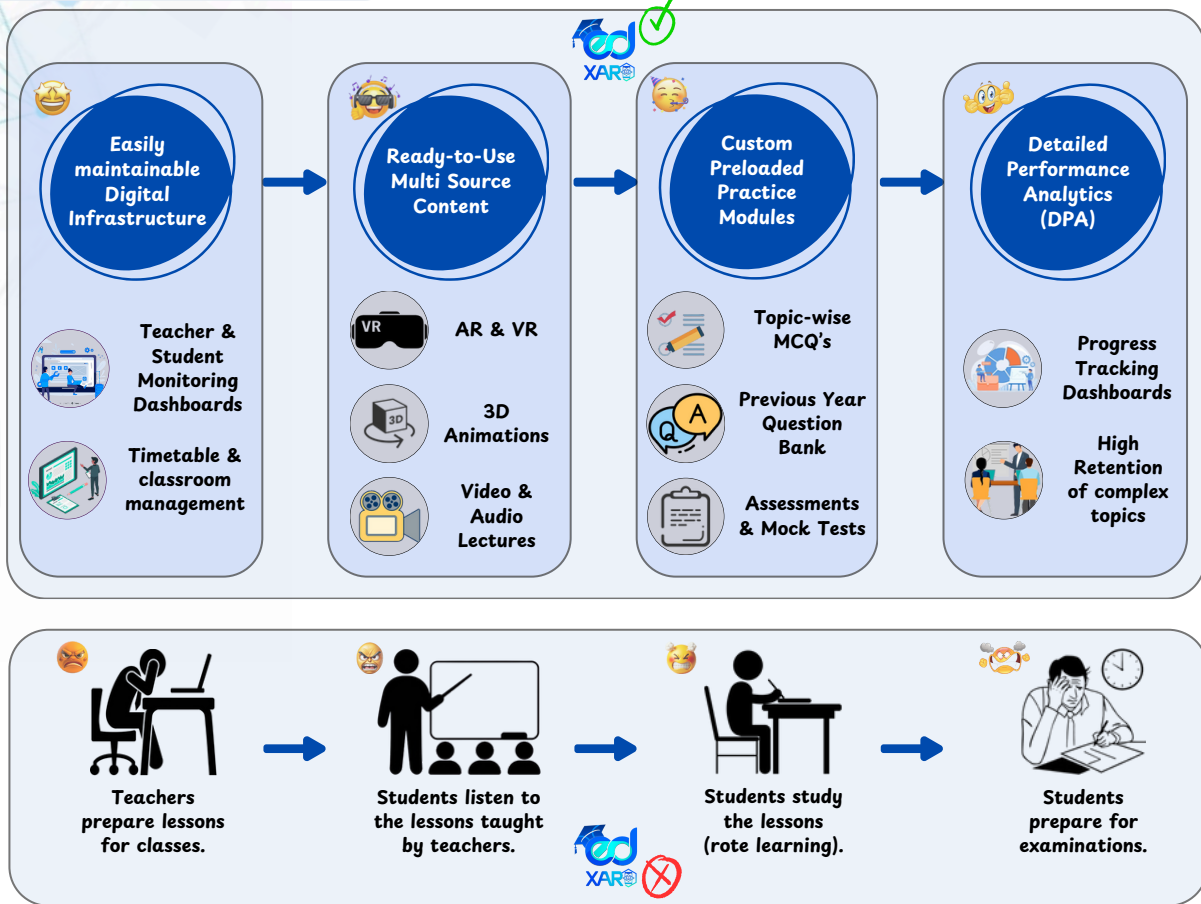 XAR
Easily
maintainable
Digital
Infrastructure
Ready-to-Use
Multi Source
Content
Custom
Preloaded
Practice
Modules
Detailed
Performance
Analytics
(DPA)
Teacher &
Student
Monitoring
Dashboards
Timetable &
classroom
management
VR
AR & VR
3D
3D
Animations
Video &
Audio
Lectures
Topic-wise
MCQ's
Q A
Previous Year
Question
Bank
Assessments
& Mock Tests
Progress
Tracking
Dashboards
High
Retention
of complex
topics
Teachers
prepare lessons
for classes.
Students listen to
the lessons taught
by teachers.
Students study
the lessons
(rote learning).
Students
prepare for
examinations.
XAR